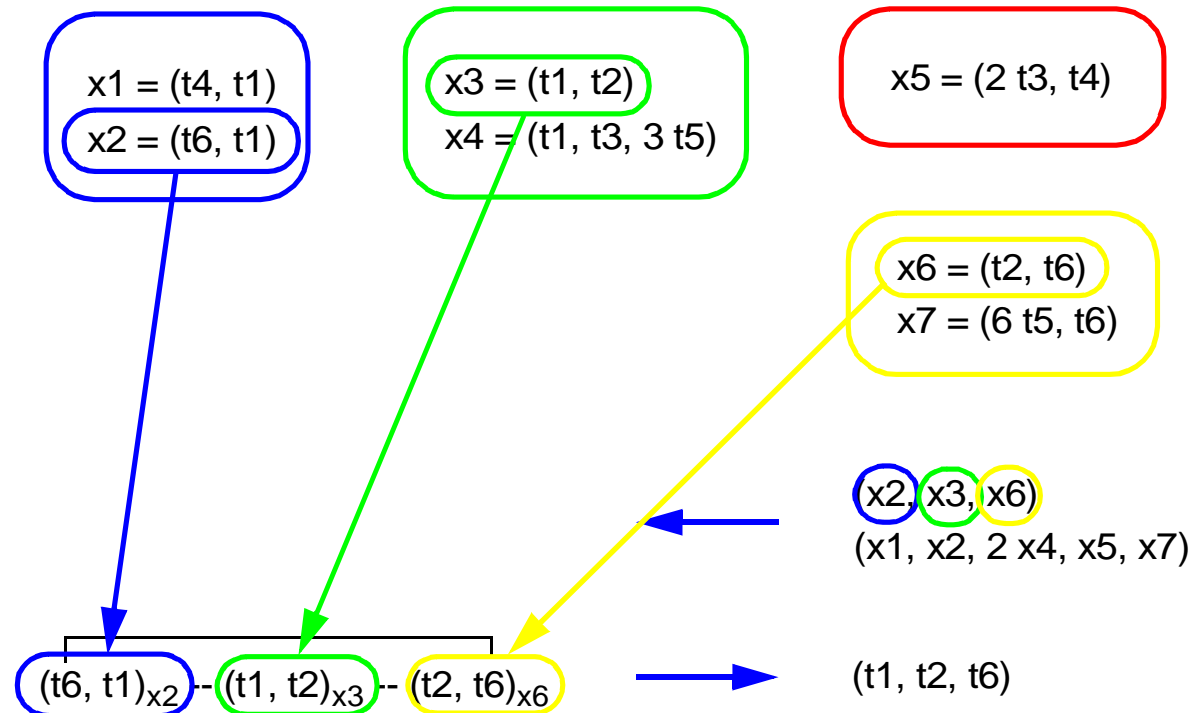 x1 = (t4, t1)
x2 = (t6, t1)
x3 = (t1, t2)
x4 = (t1, t3, 3 t5)
x5 = (2 t3, t4)
x6 = (t2, t6)
x7 = (6 t5, t6)
(x2, x3, x6)
(x1, x2, 2 x4, x5, x7)
(t6, t1)x2 -- (t1, t2)x3 -- (t2, t6)x6
(t1, t2, t6)